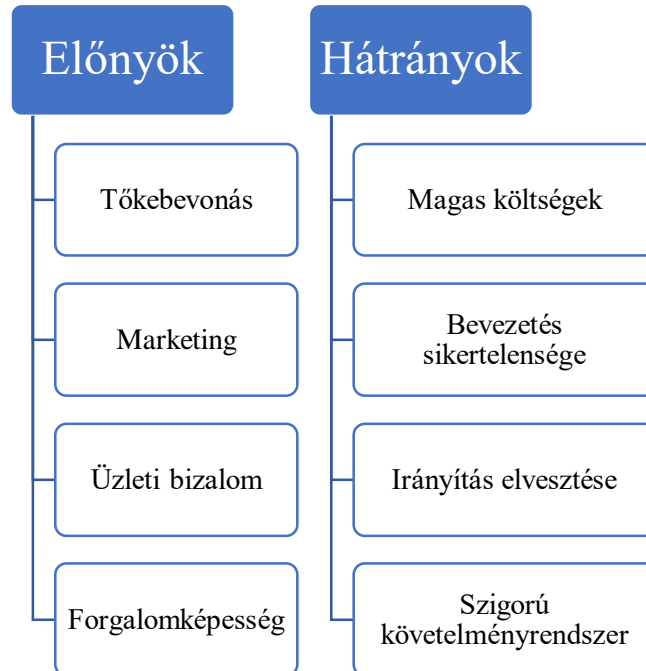 Előnyök
Tőkebevonás
Marketing
Üzleti bizalom
Forgalomképesség
Hátrányok
Magas költségek
Bevezetés
sikertelensége
Irányítás elvesztése
Szigorú
követelményrendszer